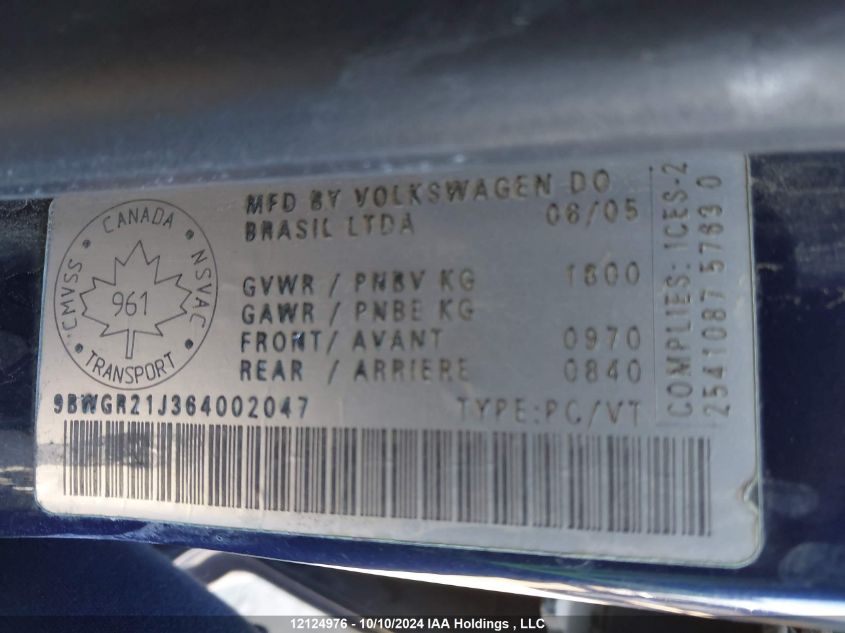 MFD BY VOLKSWAGEN DO
BRASIL LTDA 06/05
GVWR / PNBV KG 1800
GAWR / PNBE KG
FRONT/ AVANT 0970
REAR / ARRIERE 0840
9BWGR21J364002047 TYPE:PC/VT
CANADA
CMVSS · NSVAC
961
TRANSPORT
COMPLIES: ICES-2
2541087 5763 0
12124976 - 10/10/2024 IAA Holdings , LLC